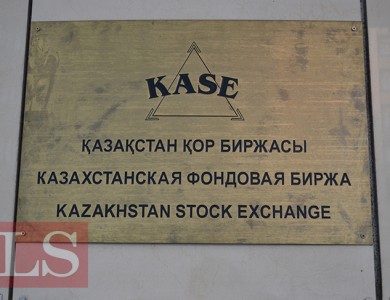 KASE
ҚАЗАҚСТАН ҚОР БИРЖАСЫ
КАЗАХСТАНСКАЯ ФОНДОВАЯ БИРЖА
KAZAKHSTAN STOCK EXCHANGE
LS